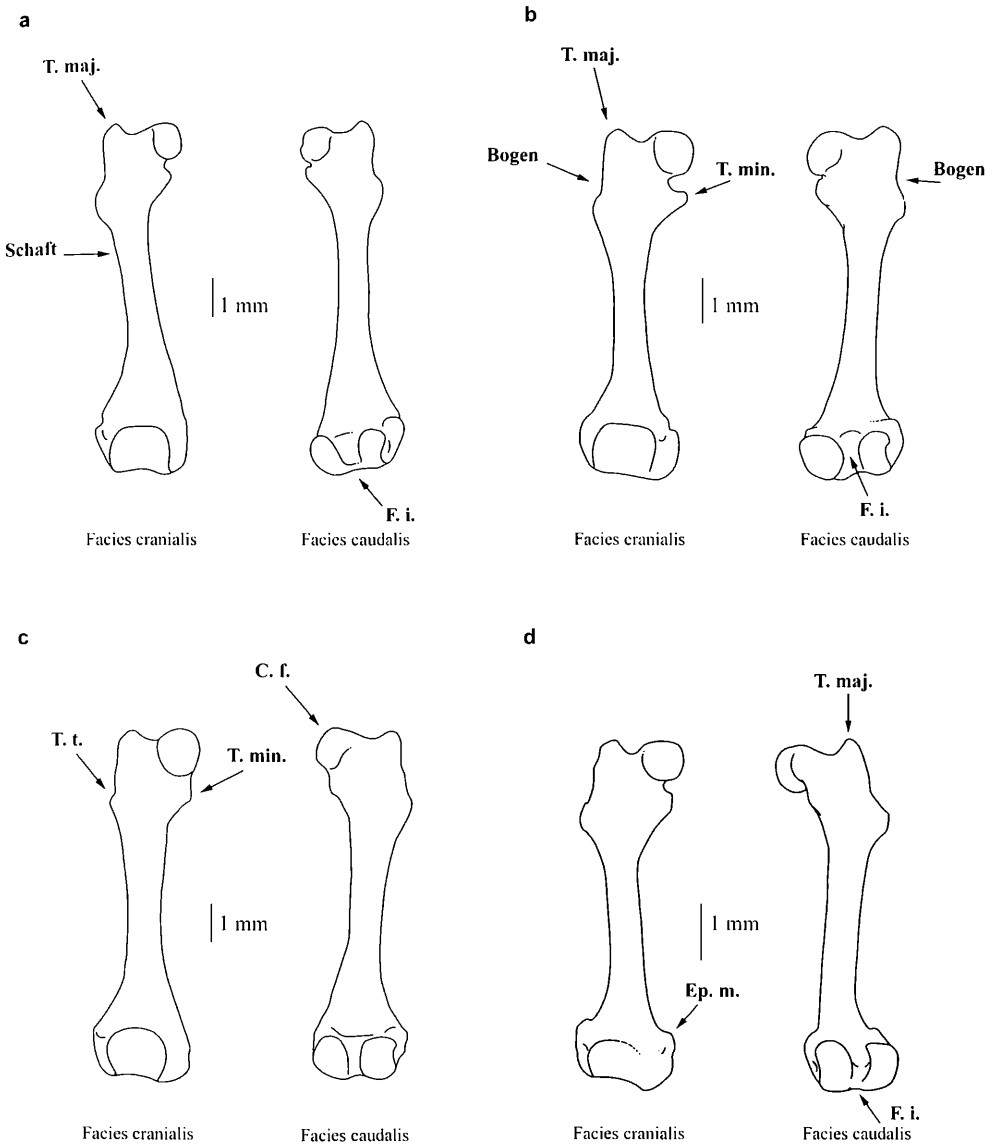 a
T. maj.
Schaft
1 mm
F. i.
Facies cranialis
Facies caudalis
b
T. maj.
Bogen
T. min.
Bogen
1 mm
F. i.
Facies cranialis
Facies caudalis
c
C. f.
T. t.
T. min.
1 mm
Facies cranialis
Facies caudalis
d
T. maj.
1 mm
Ep. m.
F. i.
Facies cranialis
Facies caudalis